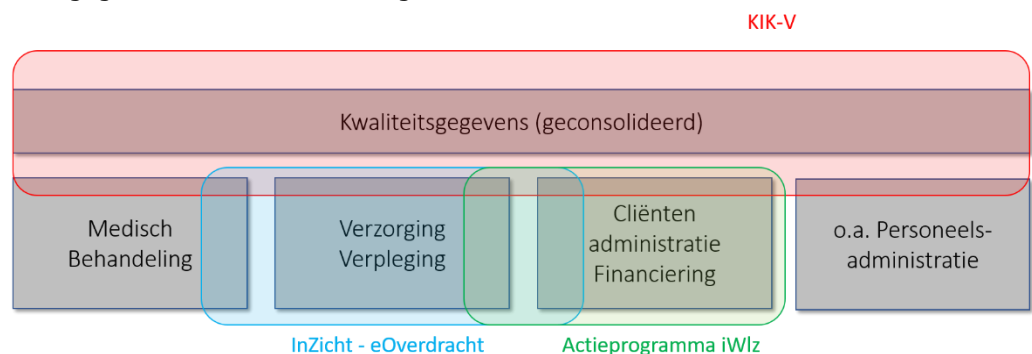 KIK-V
Kwaliteitsgegevens (geconsolideerd)
Medisch
Behandeling
Verzorging
Verpleging
Cliënten
administratie
Financiering
o.a. Personeels-
administratie
InZicht - eOverdracht
Actieprogramma iWlz